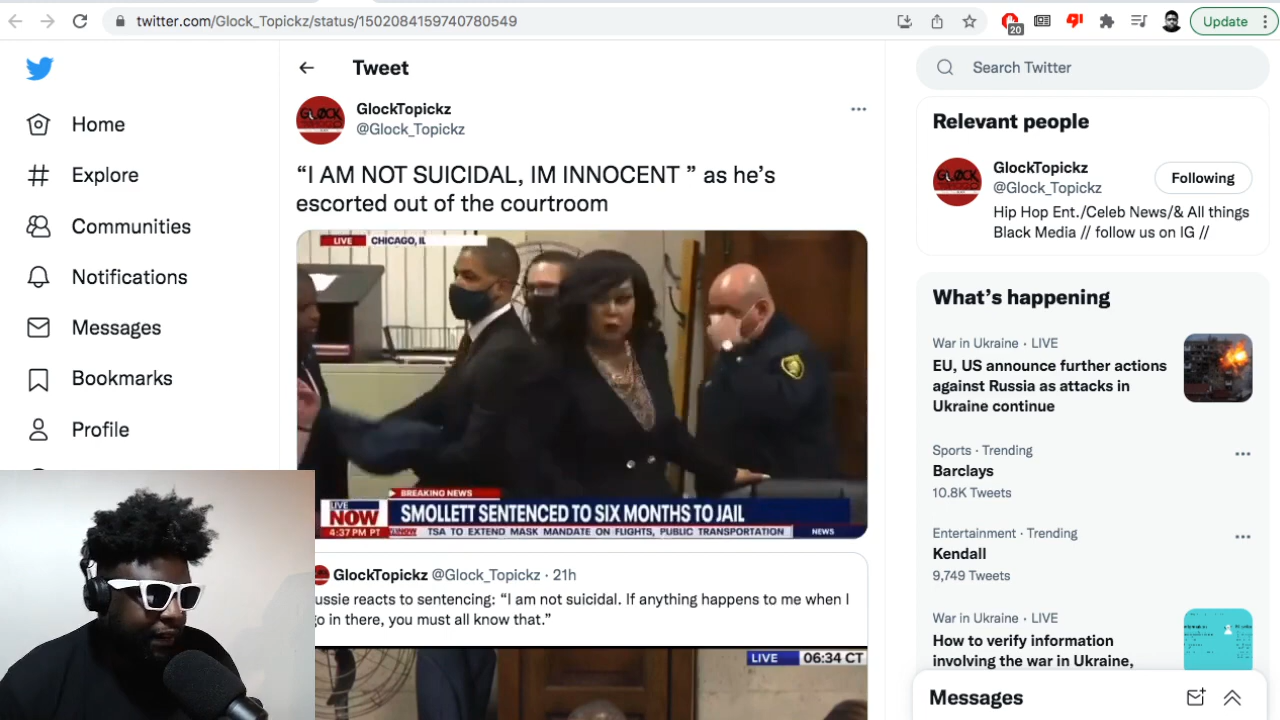 twitter.com/Glock_Topickz/status/1502084159740780549
20
Update
Home
Explore
Communities
Notifications
Messages
Bookmarks
Profile
Tweet
GLOCK
GlockTopickz
@Glock_Topickz
“I AM NOT SUICIDAL, IM INNOCENT ” as he’s
escorted out of the courtroom
LIVE CHICAGO, IL
BREAKING NEWS
LIVE
NOW
SMOLLETT SENTENCED TO SIX MONTHS TO JAIL
4:37 PM PT
TSA TO EXTEND MASK MANDATE ON FLIGHTS, PUBLIC TRANSPORTATION
NEWS
GlockTopickz @Glock_Topickz · 21h
ussie reacts to sentencing: “I am not suicidal. If anything happens to me when I
go in there, you must all know that.”
LIVE 06:34 CT
Search Twitter
Relevant people
GLOCK
GlockTopickz
@Glock_Topickz
Following
Hip Hop Ent./Celeb News/& All things
Black Media // follow us on IG //
What’s happening
War in Ukraine · LIVE
EU, US announce further actions
against Russia as attacks in
Ukraine continue
Sports · Trending
Barclays
10.8K Tweets
Entertainment · Trending
Kendall
9,749 Tweets
War in Ukraine · LIVE
How to verify information
involving the war in Ukraine,
Messages